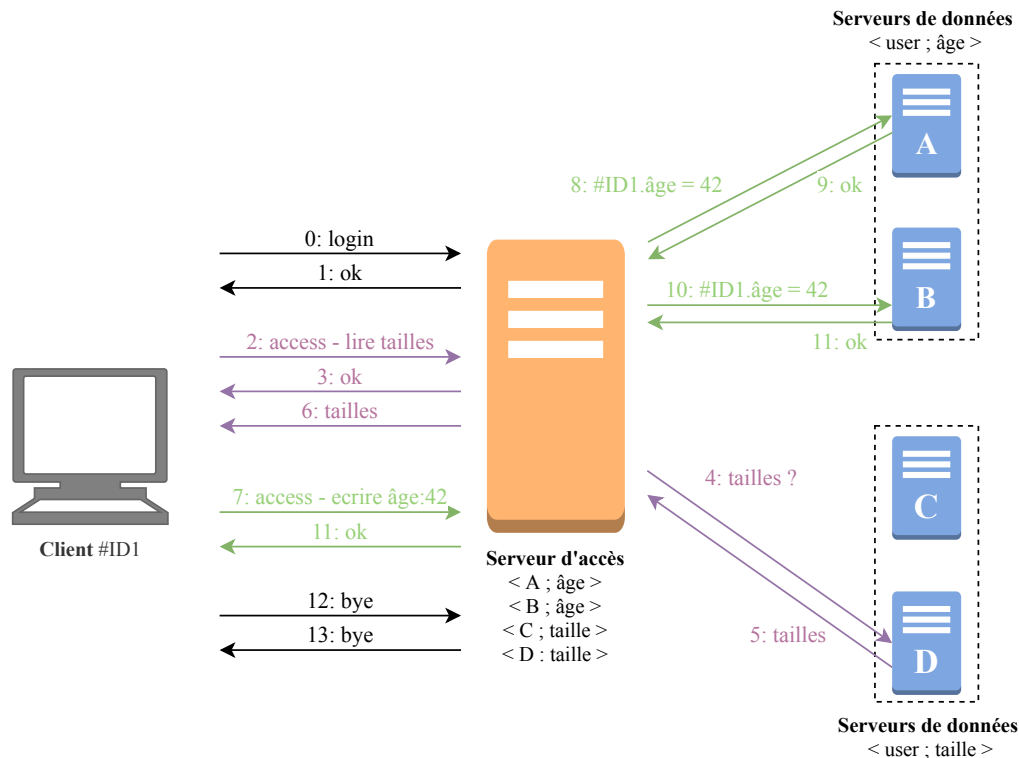 Serveurs de données
< user ; âge >
A
8: #ID1.âge = 42
9: ok
0: login
1: ok
10: #ID1.âge = 42
B
11: ok
2: access - lire tailles
3: ok
6: tailles
4: tailles ?
C
7: access - ecrire âge:42
11: ok
Client #ID1
Serveur d'accès
< A ; âge >
< B ; âge >
< C ; taille >
< D : taille >
12: bye
13: bye
5: tailles
D
Serveurs de données
< user ; taille >